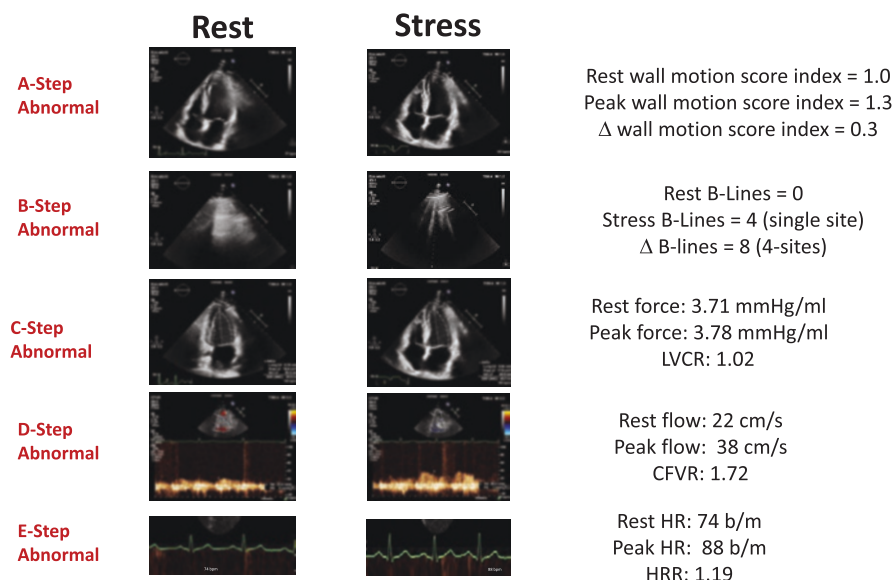 Rest
Stress
A-Step
Abnormal
Rest wall motion score index = 1.0
Peak wall motion score index = 1.3
Δ wall motion score index = 0.3
B-Step
Abnormal
Rest B-Lines = 0
Stress B-Lines = 4 (single site)
Δ B-lines = 8 (4-sites)
C-Step
Abnormal
Rest force: 3.71 mmHg/ml
Peak force: 3.78 mmHg/ml
LVCR: 1.02
D-Step
Abnormal
Rest flow: 22 cm/s
Peak flow: 38 cm/s
CFVR: 1.72
E-Step
Abnormal
74 bpm
88 bpm
Rest HR: 74 b/m
Peak HR: 88 b/m
HRR: 1.19